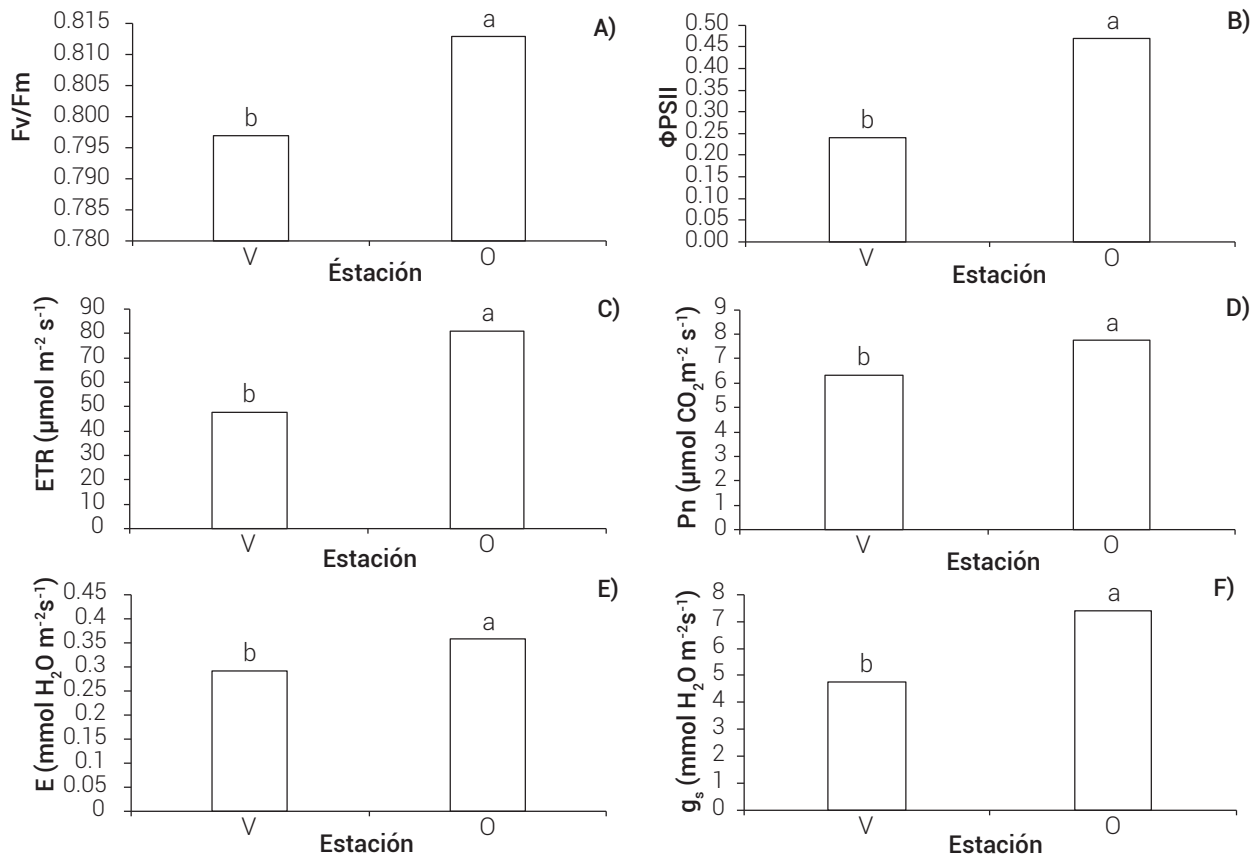 A)
Fv/Fm
0.815
0.810
0.805
0.800
0.795
0.790
0.785
0.780
b
a
V
O
Éstación
B)
ΦPSII
0.50
0.45
0.40
0.35
0.30
0.25
0.20
0.15
0.10
0.05
0.00
b
a
V
O
Estación
C)
ETR (µmol m⁻² s⁻¹)
90
80
70
60
50
40
30
20
10
0
b
a
V
O
Estación
D)
Pn (µmol CO₂m⁻² s⁻¹)
9
8
7
6
5
4
3
2
1
0
b
a
V
O
Estación
E)
E (mmol H₂O m⁻²s⁻¹)
0.45
0.4
0.35
0.3
0.25
0.2
0.15
0.1
0.05
0
b
a
V
O
Estación
F)
gₛ (mmol H₂O m⁻²s⁻¹)
8
7
6
5
4
3
2
1
0
b
a
V
O
Estación